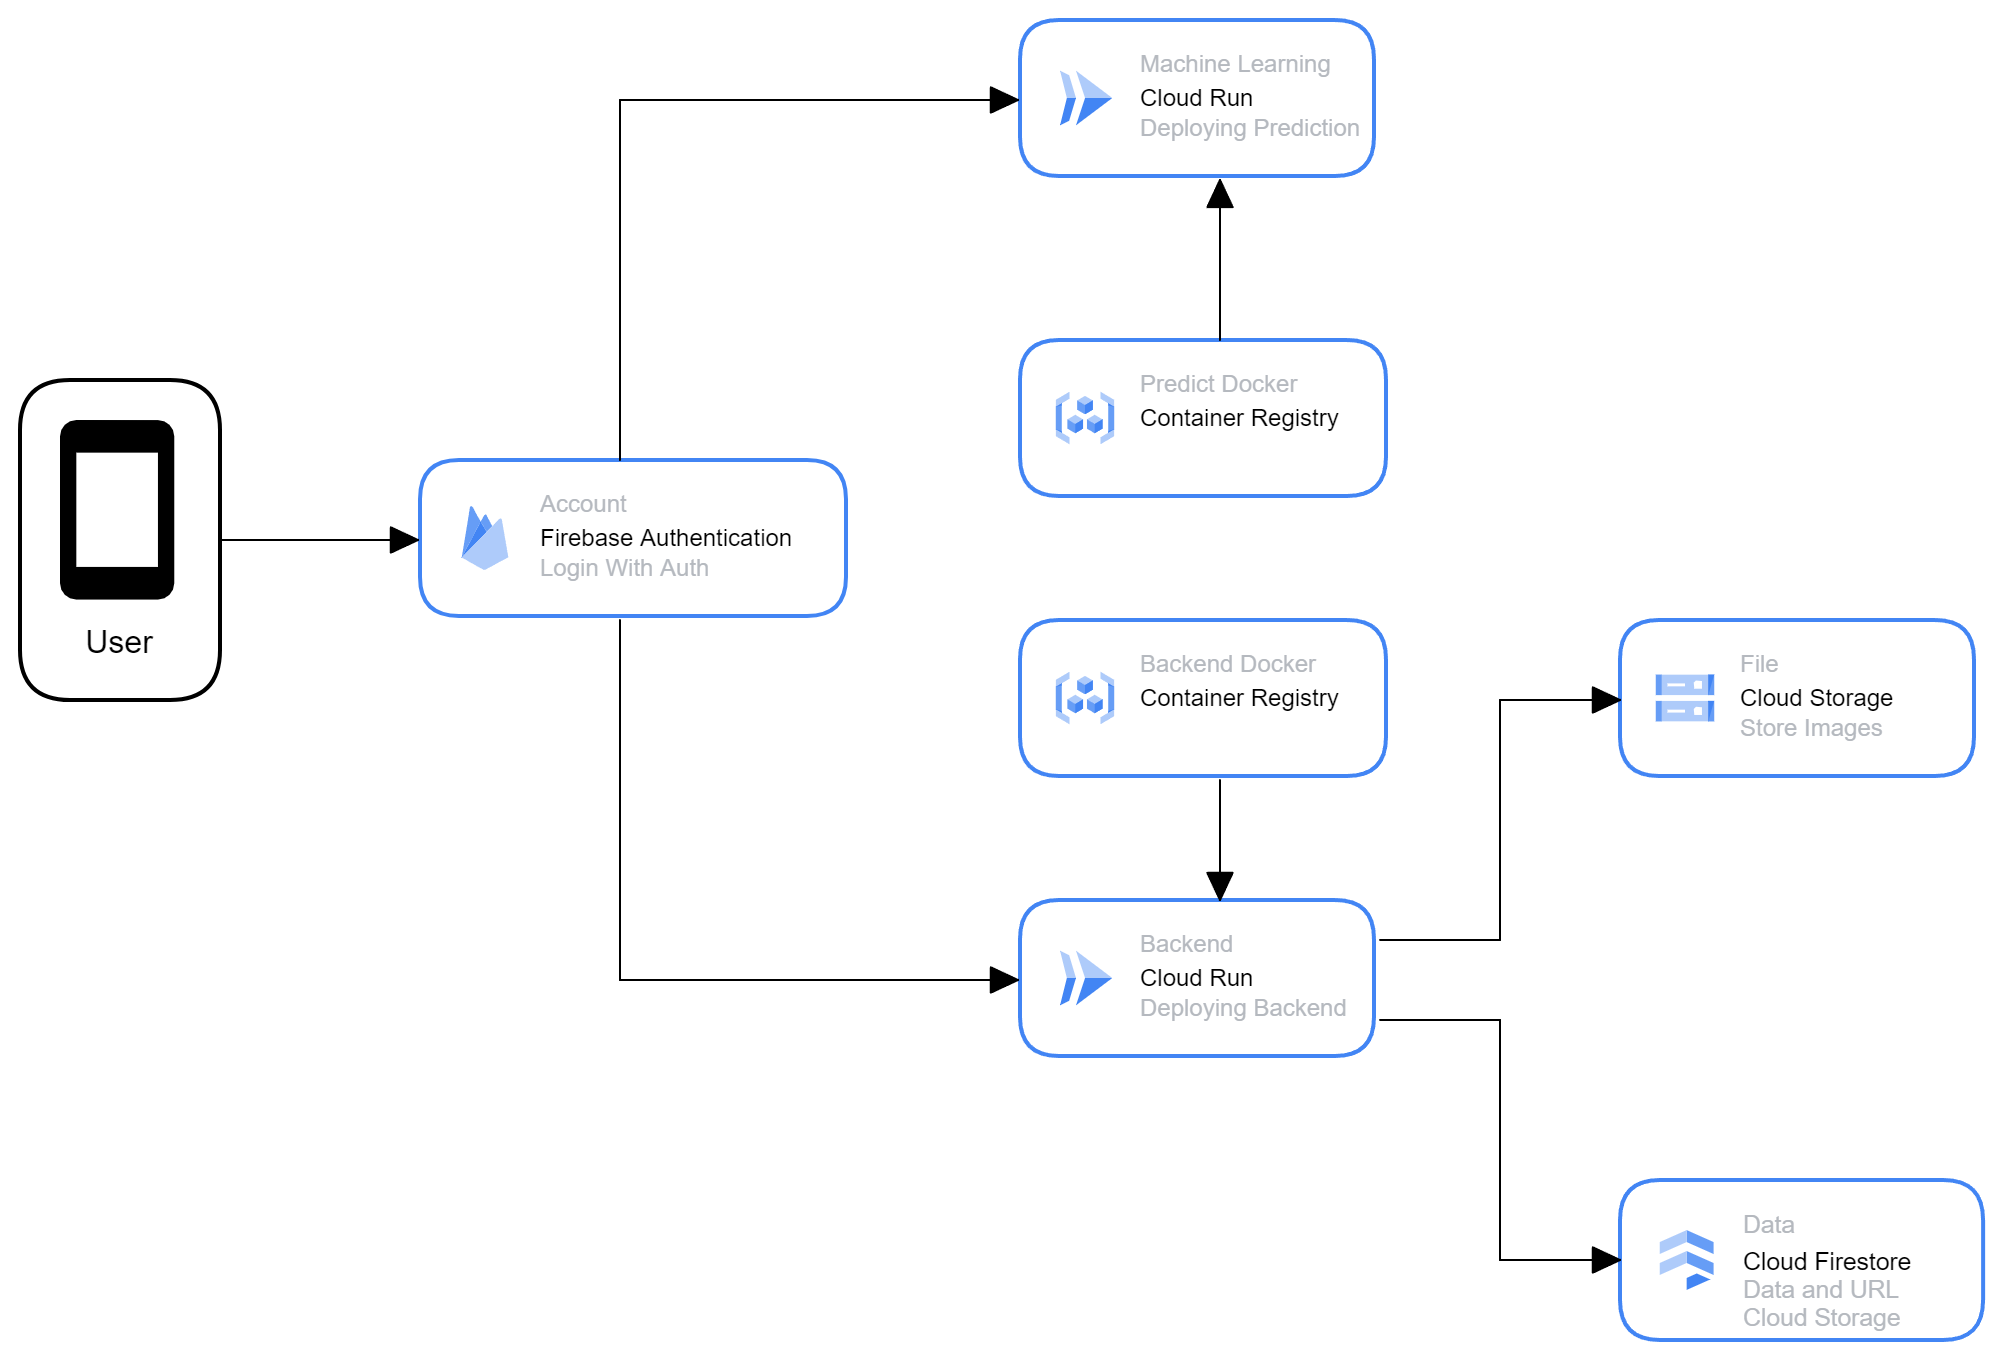 User
Account
Firebase Authentication
Login With Auth
Machine Learning
Cloud Run
Deploying Prediction
Predict Docker
Container Registry
Backend Docker
Container Registry
Backend
Cloud Run
Deploying Backend
File
Cloud Storage
Store Images
Data
Cloud Firestore
Data and URL
Cloud Storage